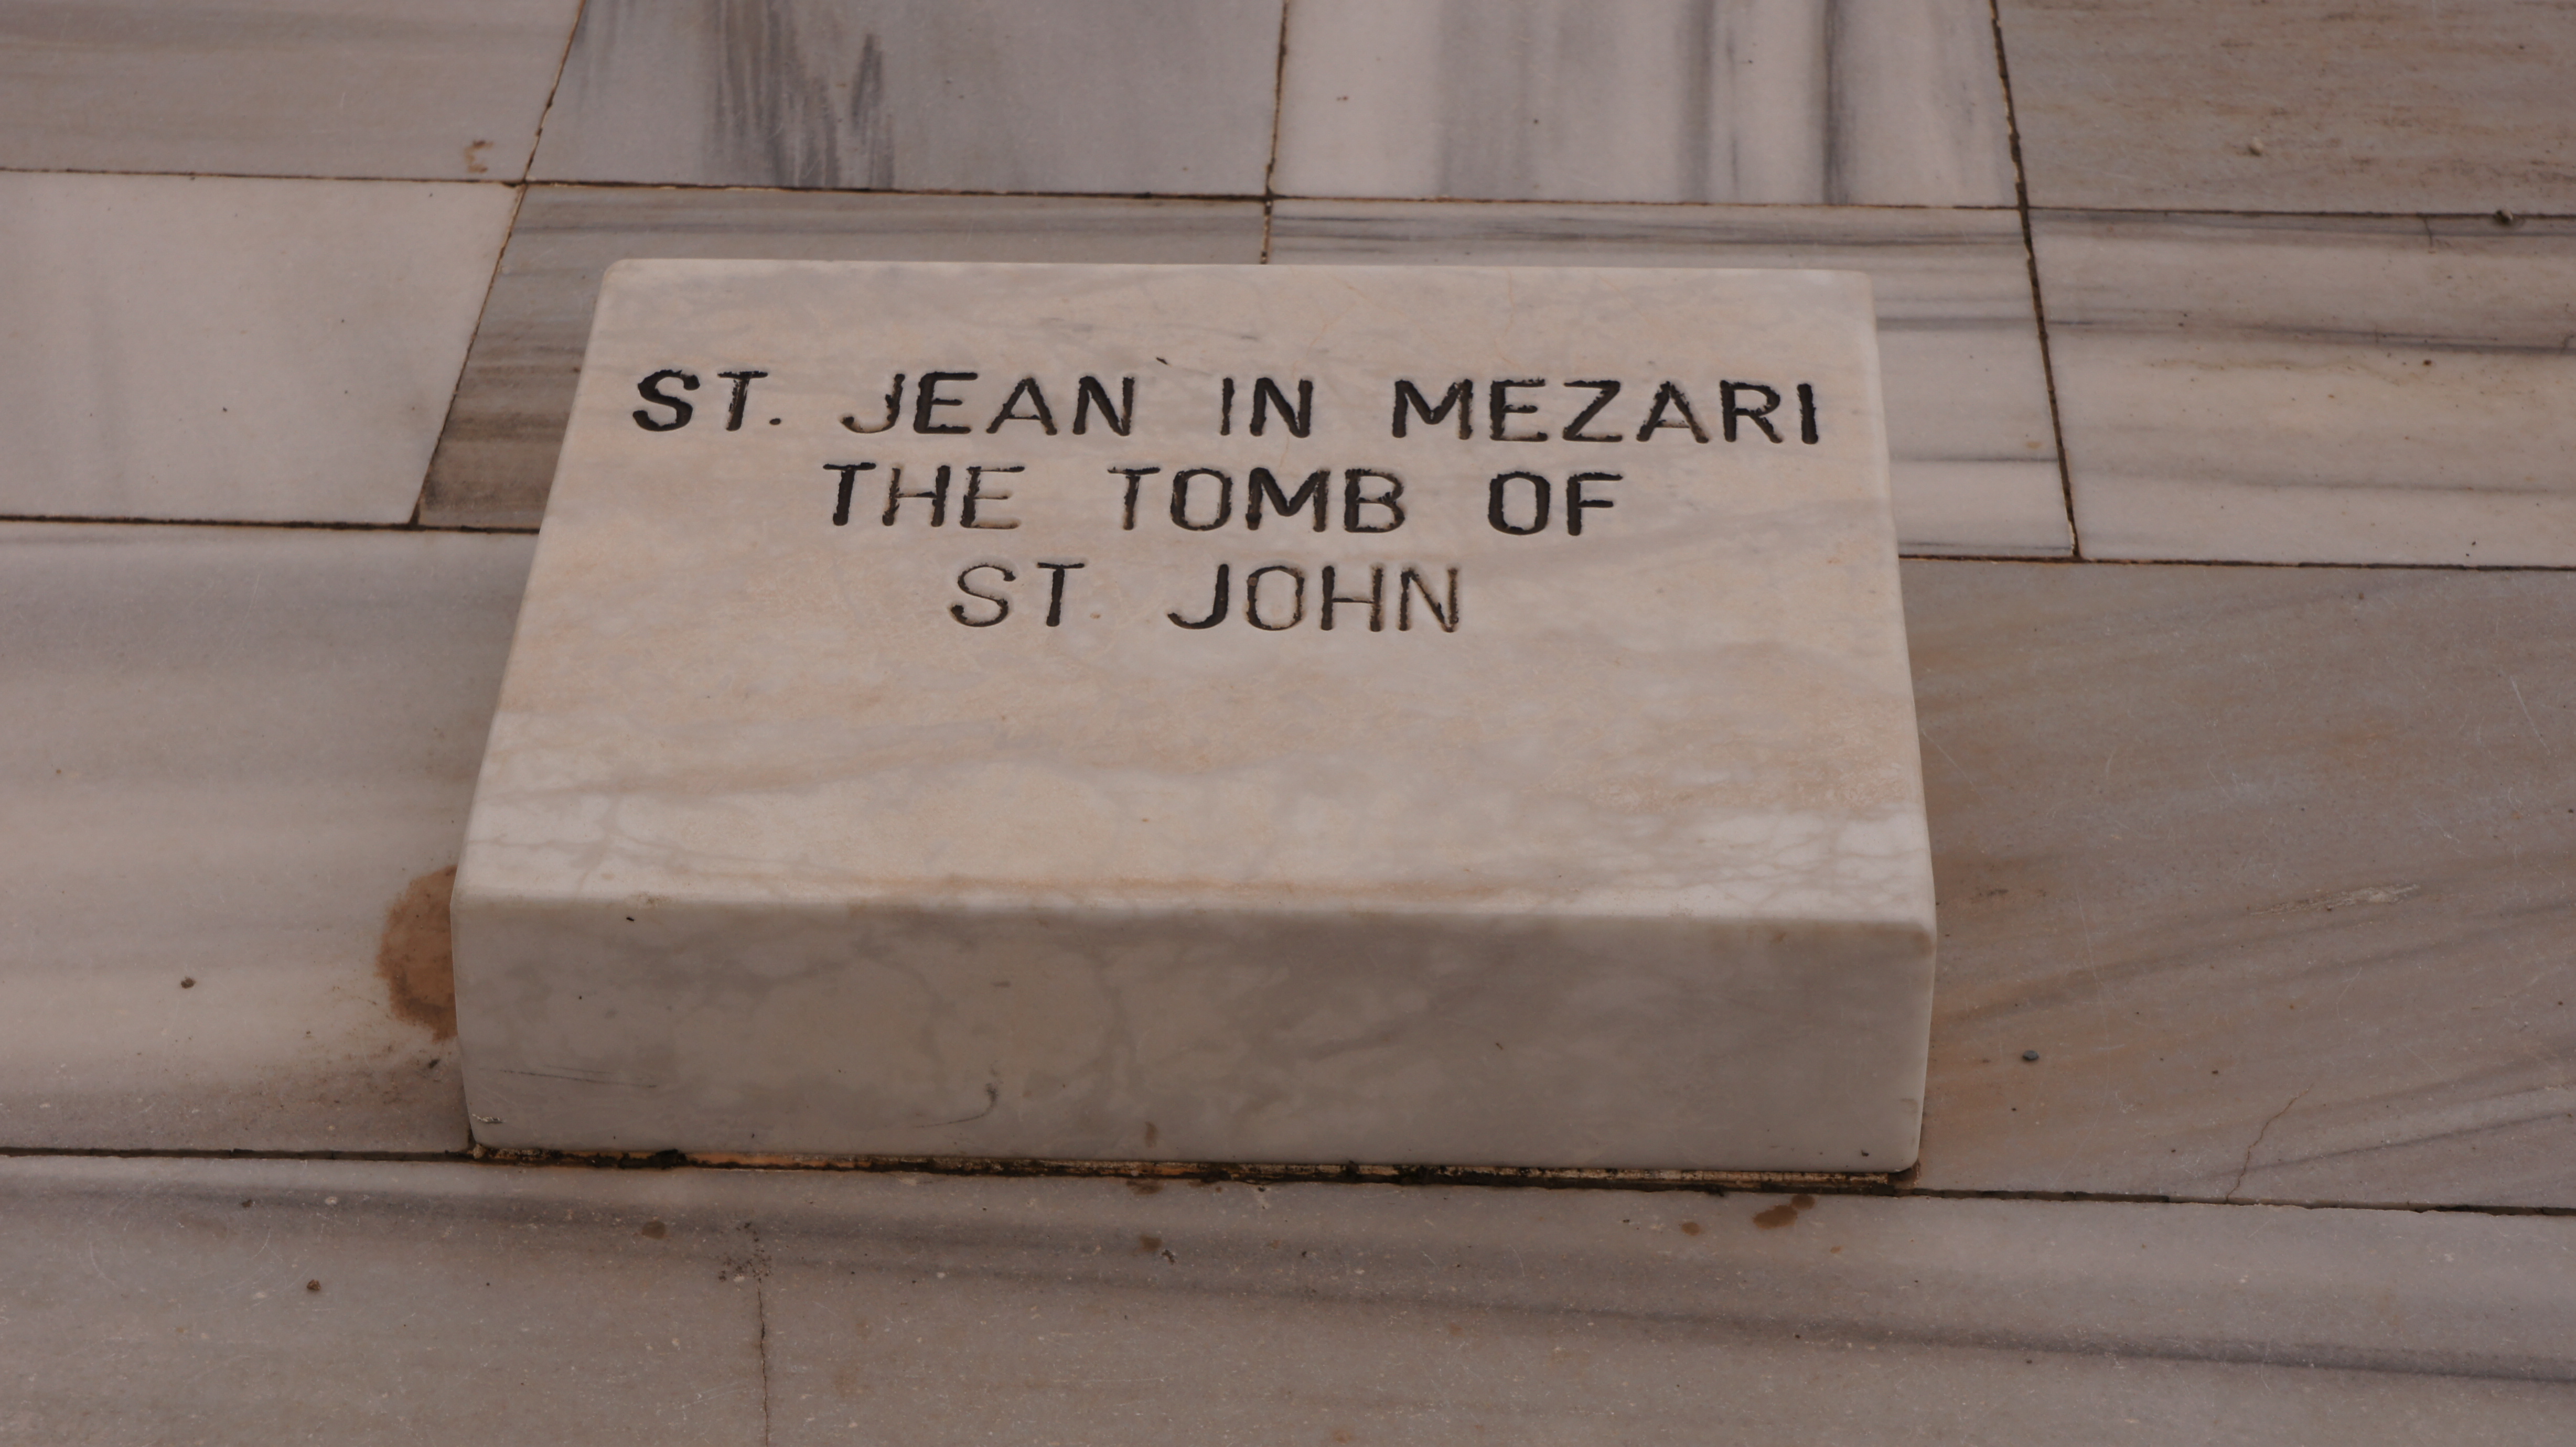 ST. JEAN IN MEZARI
THE TOMB OF
ST JOHN